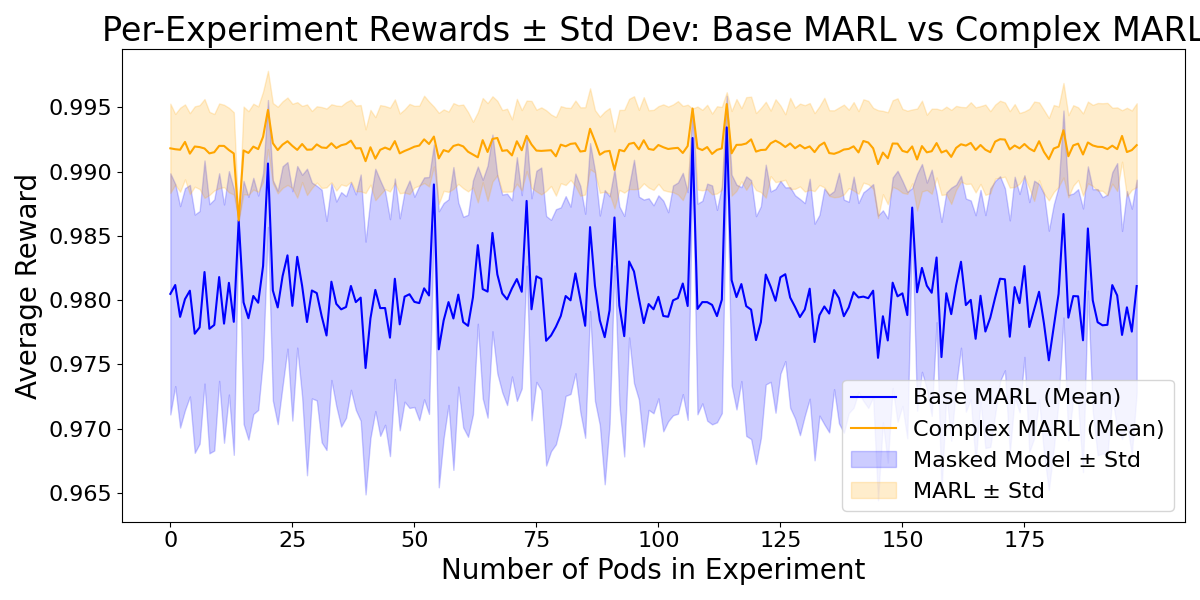 Per-Experiment Rewards ± Std Dev: Base MARL vs Complex MARL
Average Reward
0.995
0.990
0.985
0.980
0.975
0.970
0.965
Base MARL (Mean)
Complex MARL (Mean)
Masked Model ± Std
MARL ± Std
0 25 50 75 100 125 150 175
Number of Pods in Experiment